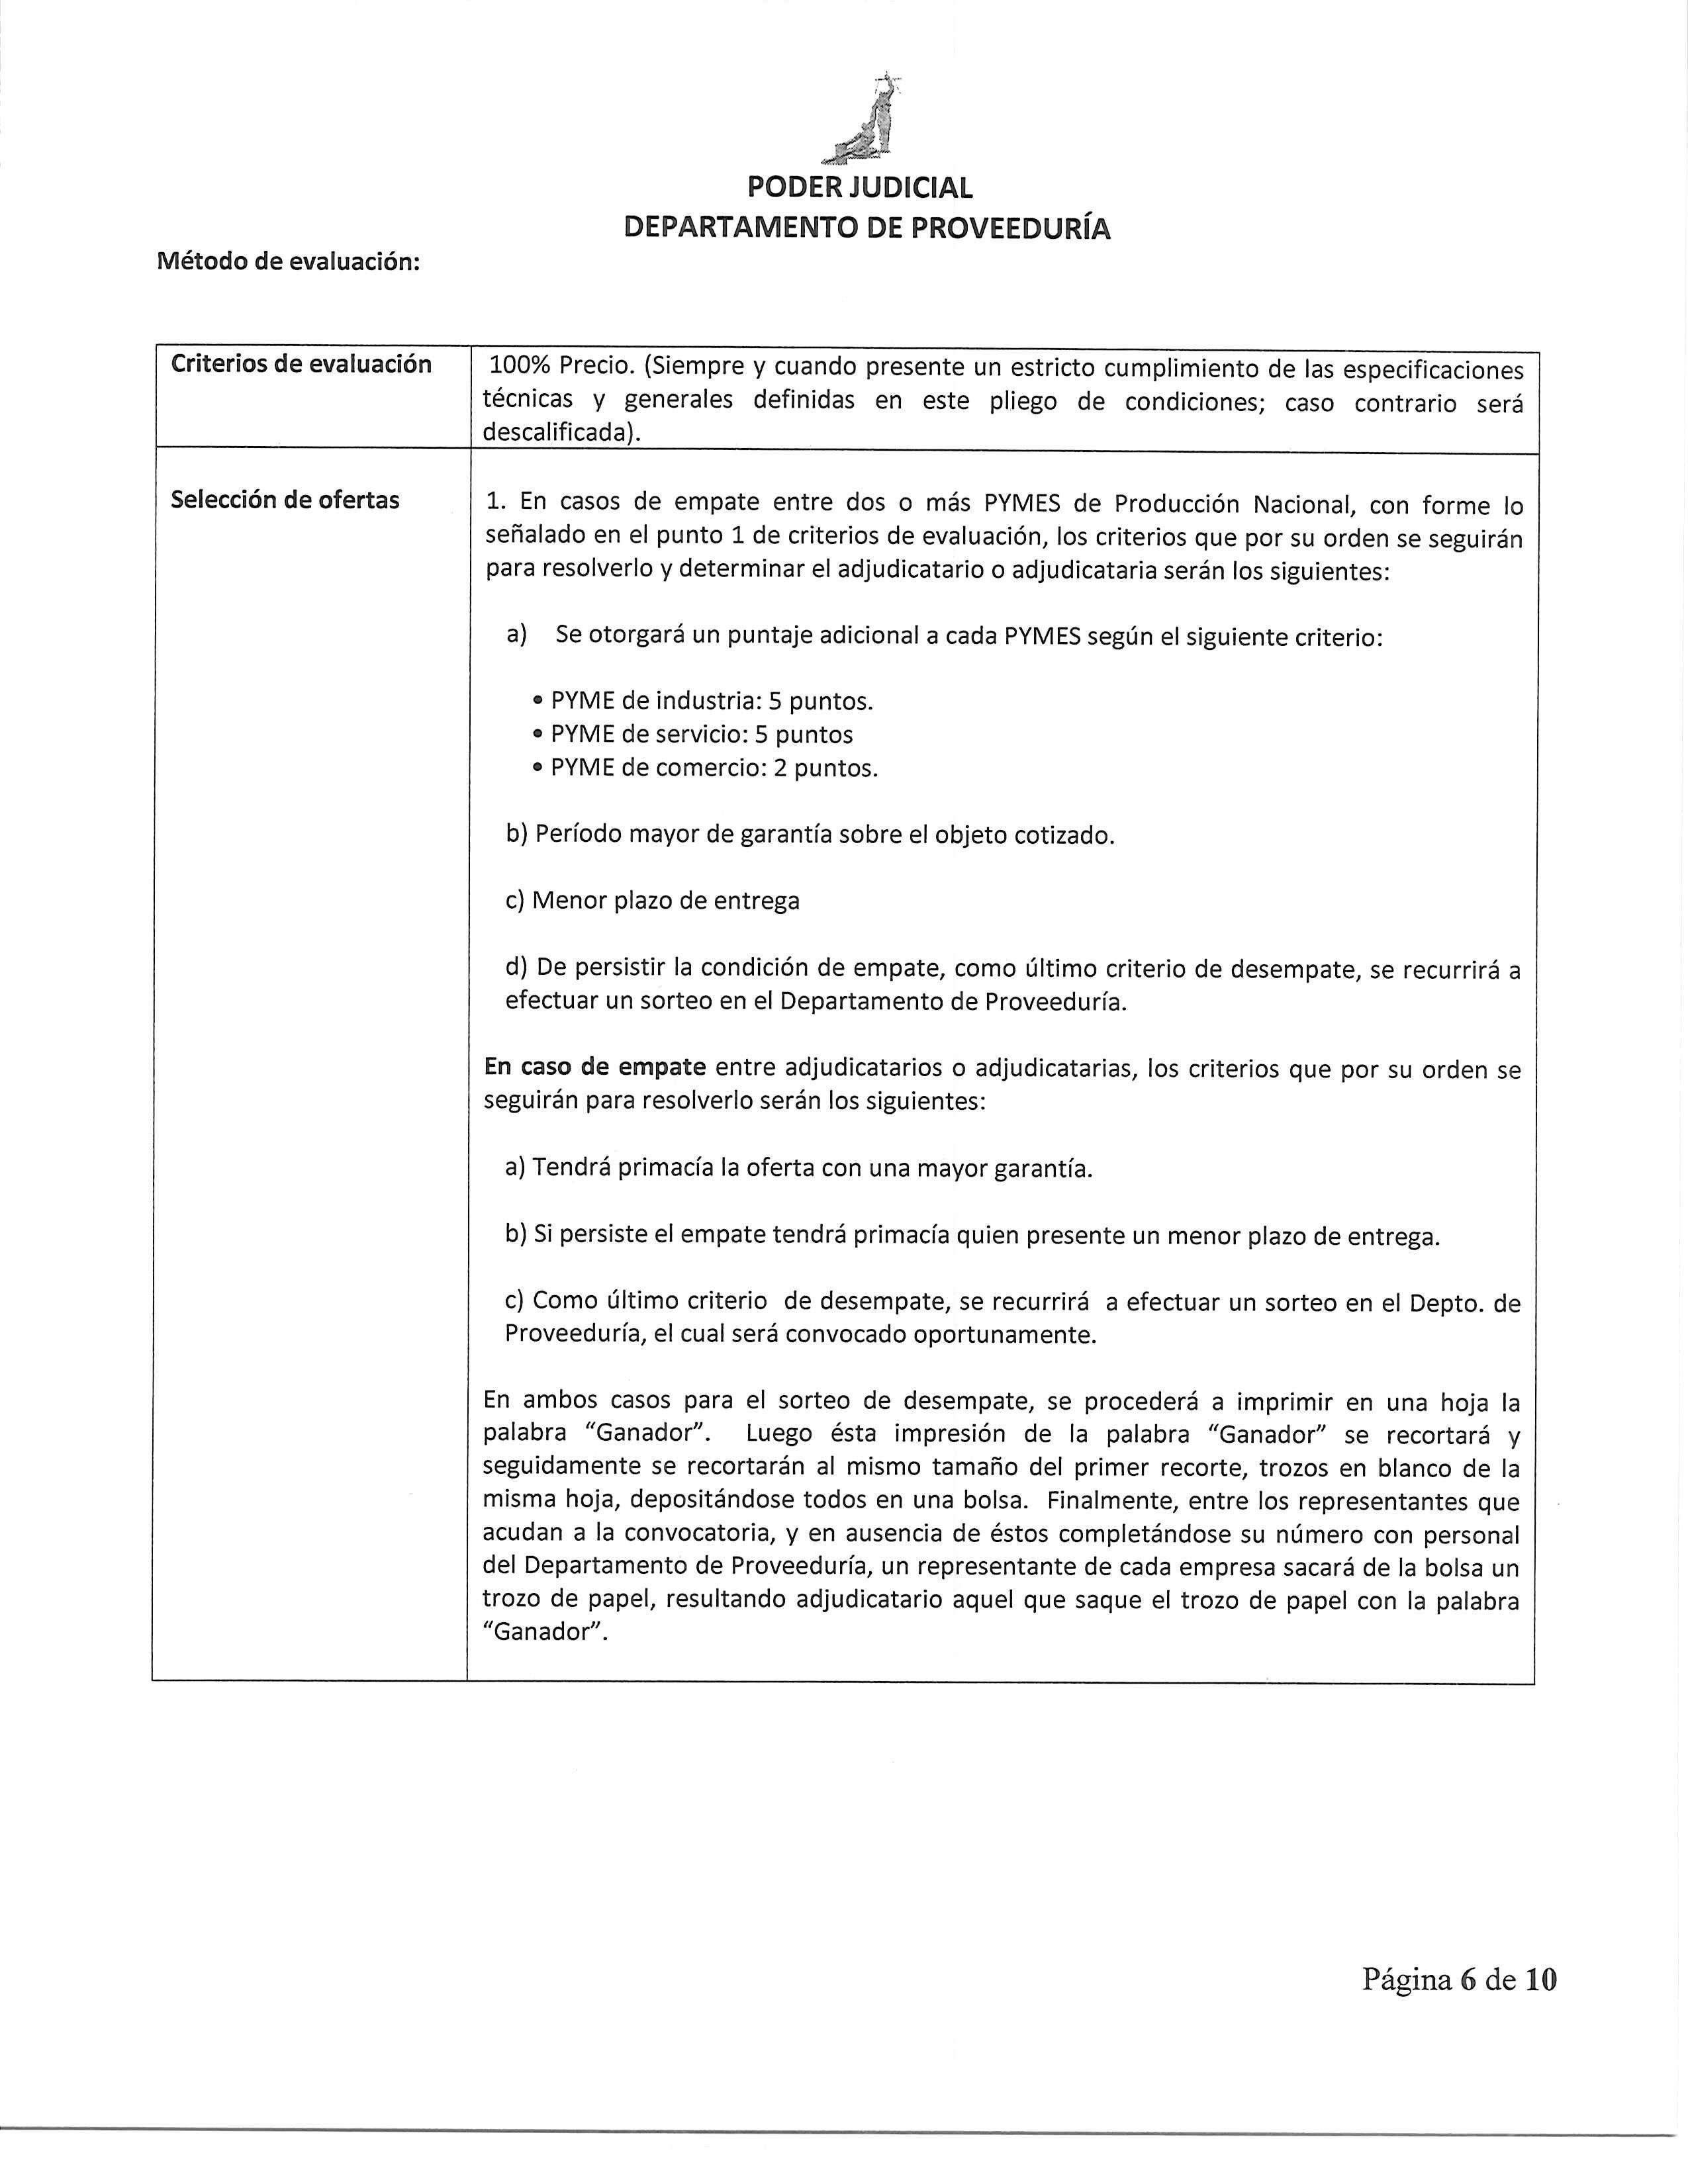 PODER JUDICIAL
DEPARTAMENTO DE PROVEEDURÍA
Método de evaluación:
Criterios de evaluación
100% Precio. (Siempre y cuando presente un estricto cumplimiento de las especificaciones
técnicas y generales definidas en este pliego de condiciones; caso contrario será
descalificada).
Selección de ofertas
1. En casos de empate entre dos o más PYMES de Producción Nacional, con forme lo
señalado en el punto 1 de criterios de evaluación, los criterios que por su orden se seguirán
para resolverlo y determinar el adjudicatario o adjudicataria serán los siguientes:
a) Se otorgará un puntaje adicional a cada PYMES según el siguiente criterio:
• PYME de industria: 5 puntos.
• PYME de servicio: 5 puntos
• PYME de comercio: 2 puntos.
b) Período mayor de garantía sobre el objeto cotizado.
c) Menor plazo de entrega
d) De persistir la condición de empate, como último criterio de desempate, se recurrirá a
efectuar un sorteo en el Departamento de Proveeduría.
En caso de empate entre adjudicatarios o adjudicatarias, los criterios que por su orden se
seguirán para resolverlo serán los siguientes:
a) Tendrá primacía la oferta con una mayor garantía.
b) Si persiste el empate tendrá primacía quien presente un menor plazo de entrega.
c) Como último criterio de desempate, se recurrirá a efectuar un sorteo en el Depto. de
Proveeduría, el cual será convocado oportunamente.
En ambos casos para el sorteo de desempate, se procederá a imprimir en una hoja la
palabra “Ganador”. Luego ésta impresión de la palabra “Ganador” se recortará y
seguidamente se recortarán al mismo tamaño del primer recorte, trozos en blanco de la
misma hoja, depositándose todos en una bolsa. Finalmente, entre los representantes que
acudan a la convocatoria, y en ausencia de éstos completándose su número con personal
del Departamento de Proveeduría, un representante de cada empresa sacará de la bolsa un
trozo de papel, resultando adjudicatario aquel que saque el trozo de papel con la palabra
“Ganador”.
Página 6 de 10